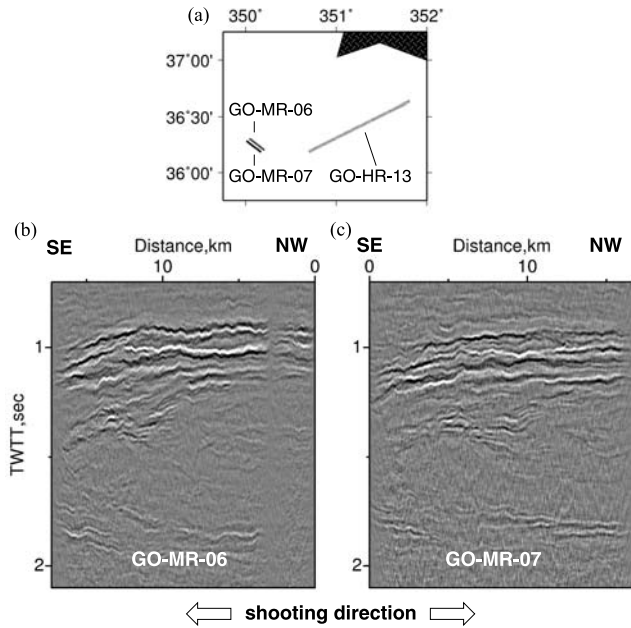 (a)
350˚ 351˚ 352˚
37˚00'
36˚30'
36˚00'
GO-MR-06
GO-MR-07 GO-HR-13
(b) (c)
SE Distance,km NW SE Distance,km NW
10 0 0 10
1 1
TWTT,sec
2 2
GO-MR-06 GO-MR-07
shooting direction